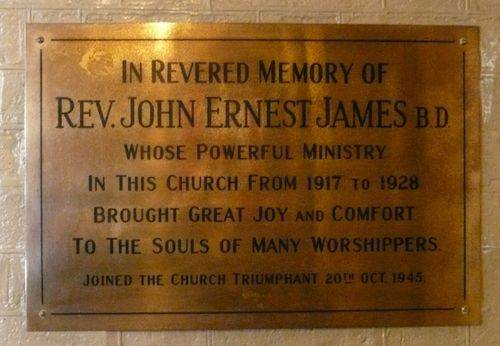 IN REVERED MEMORY OF
REV. JOHN ERNEST JAMES B.D.
WHOSE POWERFUL MINISTRY
IN THIS CHURCH FROM 1917 TO 1928
BROUGHT GREAT JOY AND COMFORT
TO THE SOULS OF MANY WORSHIPPERS.
JOINED THE CHURCH TRIUMPHANT 20TH OCT. 1945.